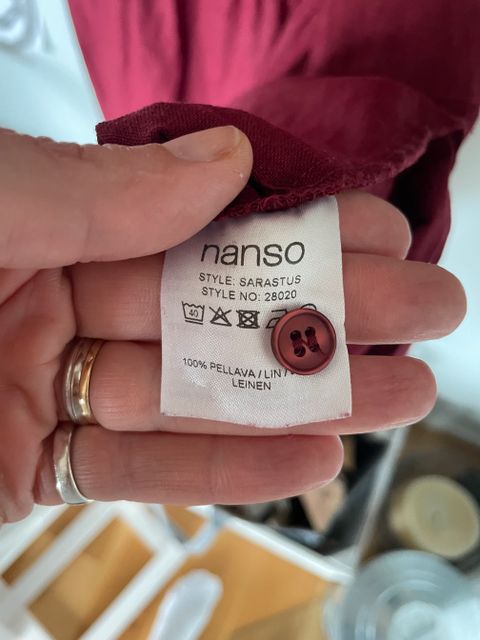 nanso
STYLE: SARASTUS
STYLE NO: 28020
40
100% PELLAVA / LIN /
LEINEN